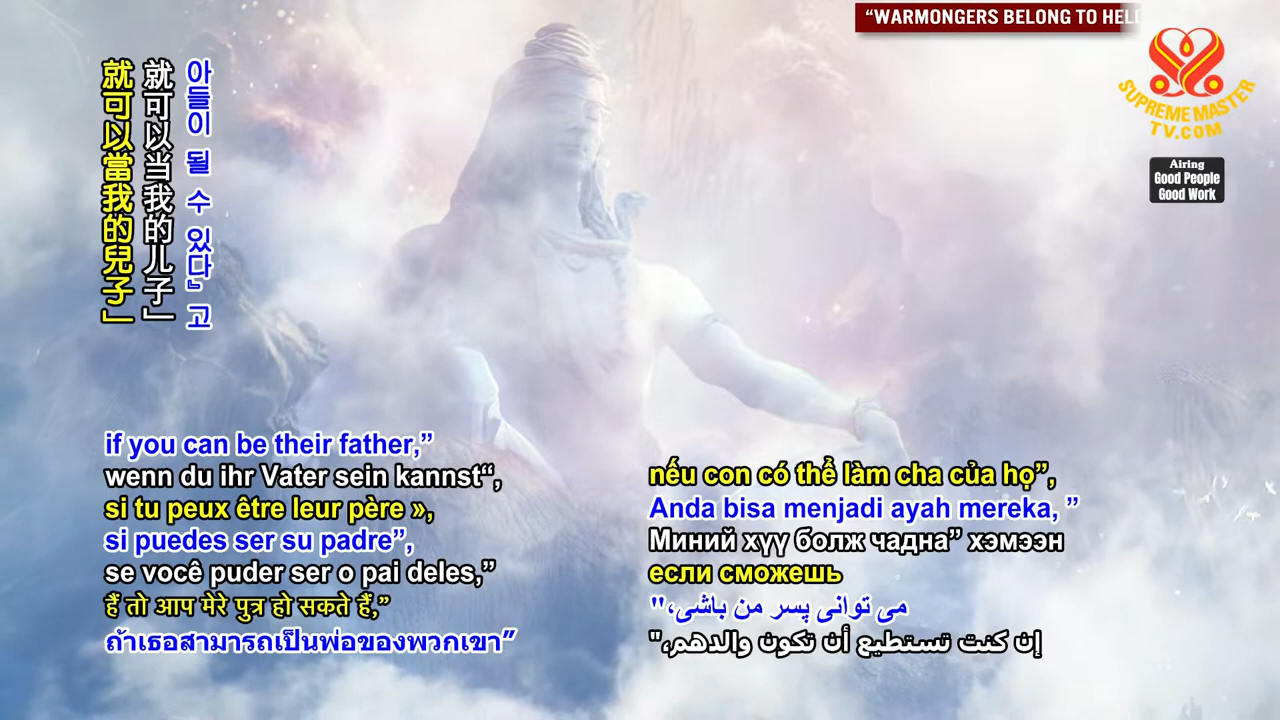 “WARMONGERS BELONG TO HELL
SUPREME MASTER
TV.COM
Airing
Good People
Good Work
아들이 될 수 있다』고
就可以当我的儿子」
就可以當我的兒子」
if you can be their father,”
wenn du ihr Vater sein kannst“,
si tu peux être leur père »,
si puedes ser su padre”,
se você puder ser o pai deles,”
हैं तो आप मेरे पुत्र हो सकते हैं,”
ถ้าเธอสามารถเป็นพ่อของพวกเขา”
nếu con có thể làm cha của họ”,
Anda bisa menjadi ayah mereka, ”
Миний хүү болж чадна” хэмээн
если сможешь
می توانی پسر من باشی،"
إن كنت تستطيع أن تكون والدهم،"